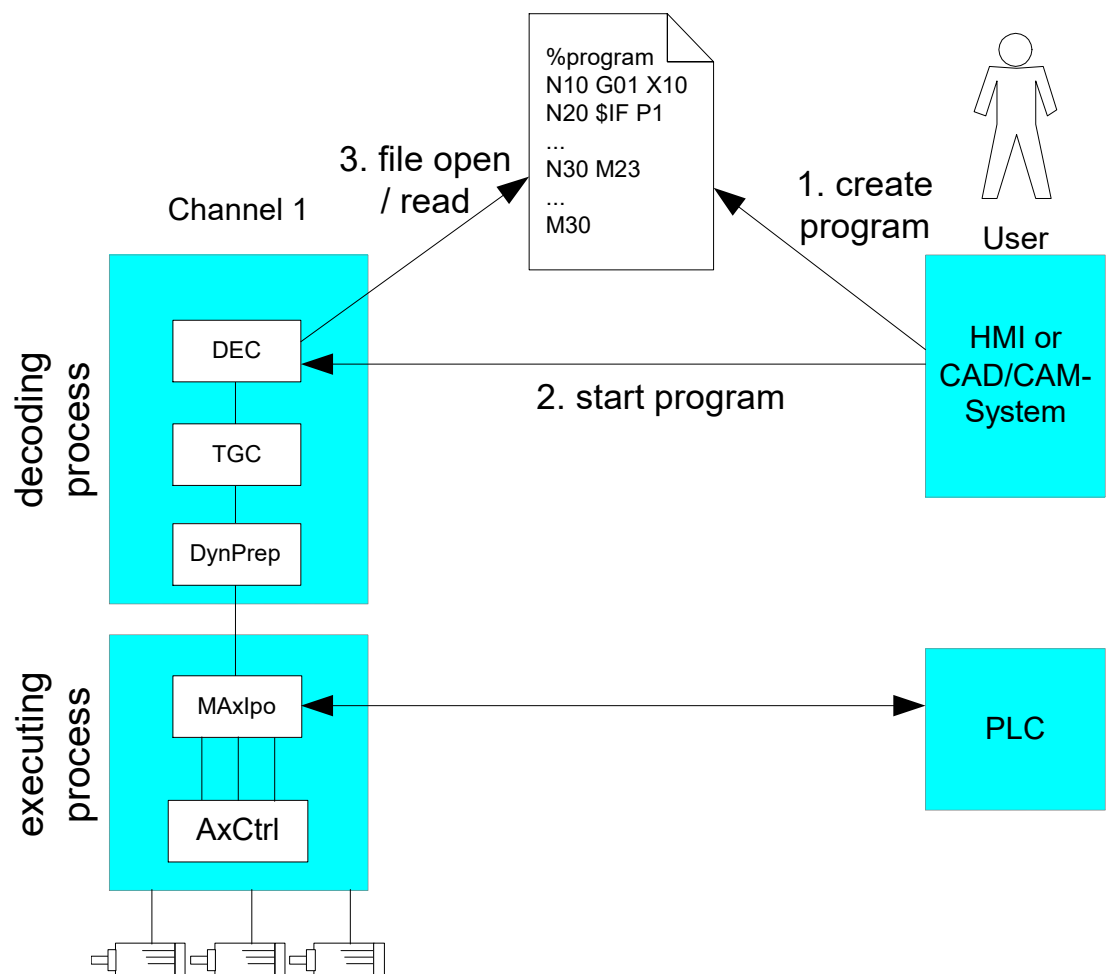 %program
N10 G01 X10
N20 $IF P1
...
N30 M23
...
M30
3. file open
/ read
1. create
program
Channel 1
User
decoding
process
DEC
TGC
DynPrep
2. start program
HMI or
CAD/CAM-
System
executing
process
MAxIpo
AxCtrl
PLC